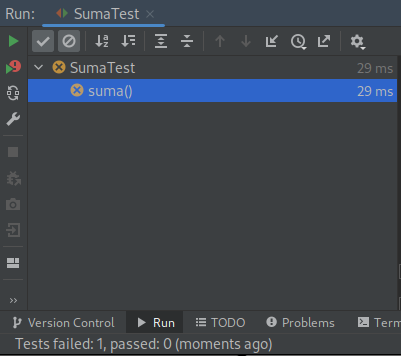 Run: SumaTest
SumaTest 29 ms
suma() 29 ms
Version Control Run TODO Problems Term
Tests failed: 1, passed: 0 (moments ago)